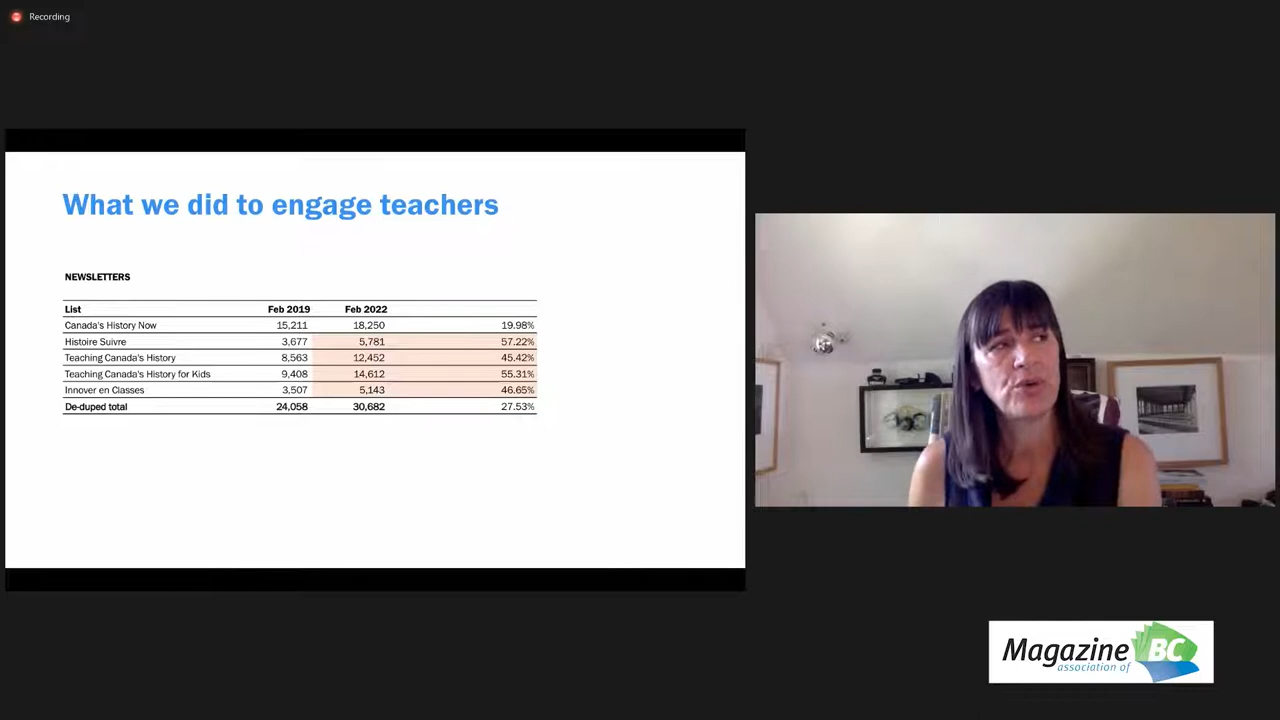 Recording
What we did to engage teachers
NEWSLETTERS
List Feb 2019 Feb 2022
Canada's History Now 15,211 18,250 19.98%
Histoire Suivre 3,677 5,781 57.22%
Teaching Canada's History 8,563 12,452 45.42%
Teaching Canada's History for Kids 9,408 14,612 55.31%
Innover en Classes 3,507 5,143 46.65%
De-duped total 24,058 30,682 27.53%
Magazine BC
association of